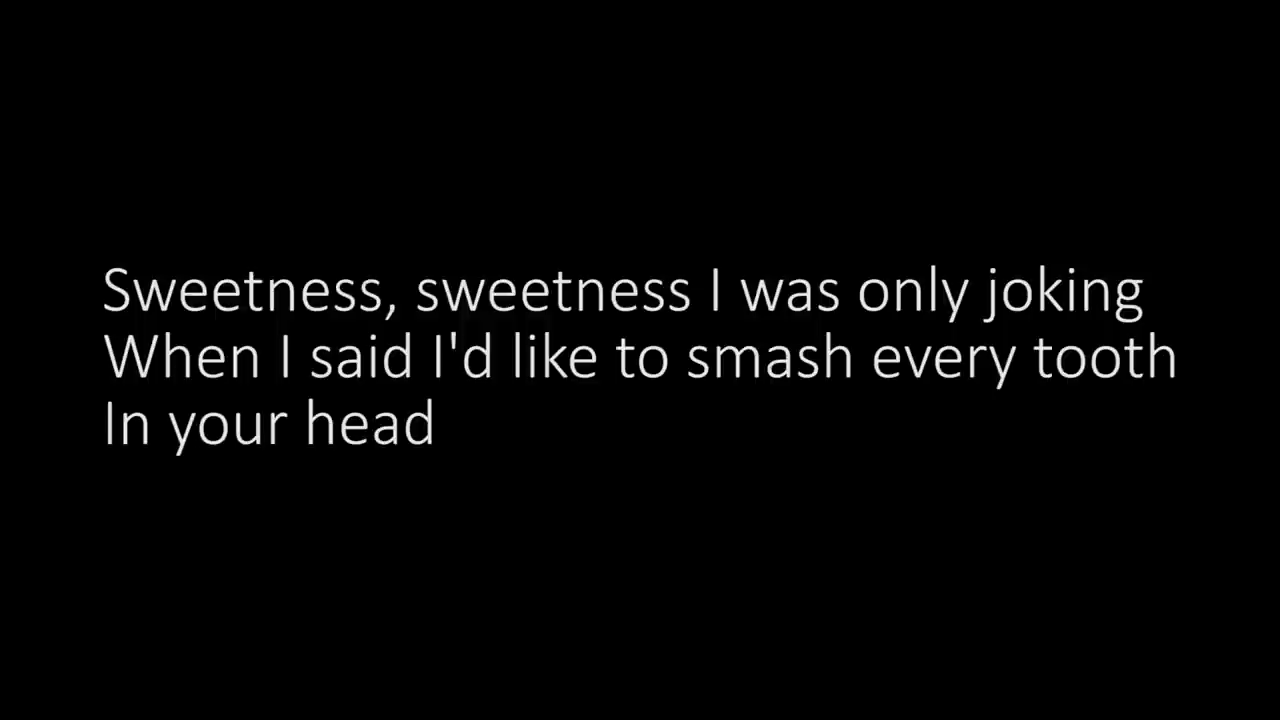 Sweetness, sweetness I was only joking
When I said I'd like to smash every tooth
In your head